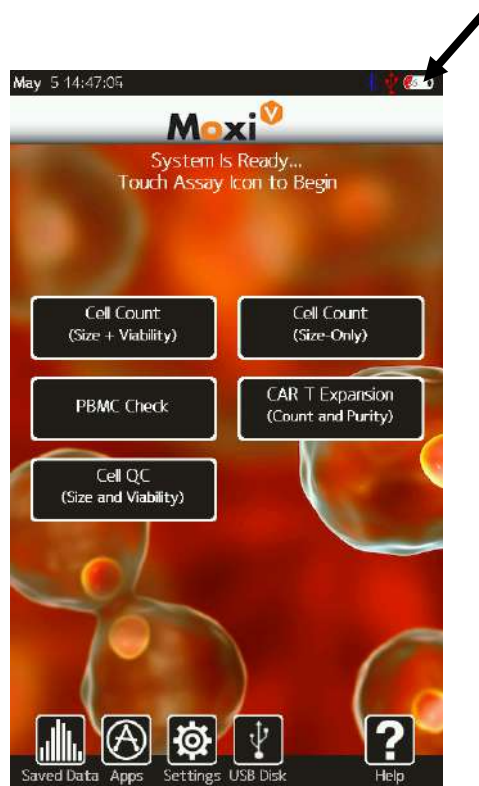 May 5 14:47:05
Moxi V
System Is Ready...
Touch Assay Icon to Begin
Cell Count
(Size + Viability)
Cell Count
(Size-Only)
PBMC Check
CAR T Expansion
(Count and Purity)
Cell QC
(Size and Viability)
Saved Data Apps Settings USB Disk Help